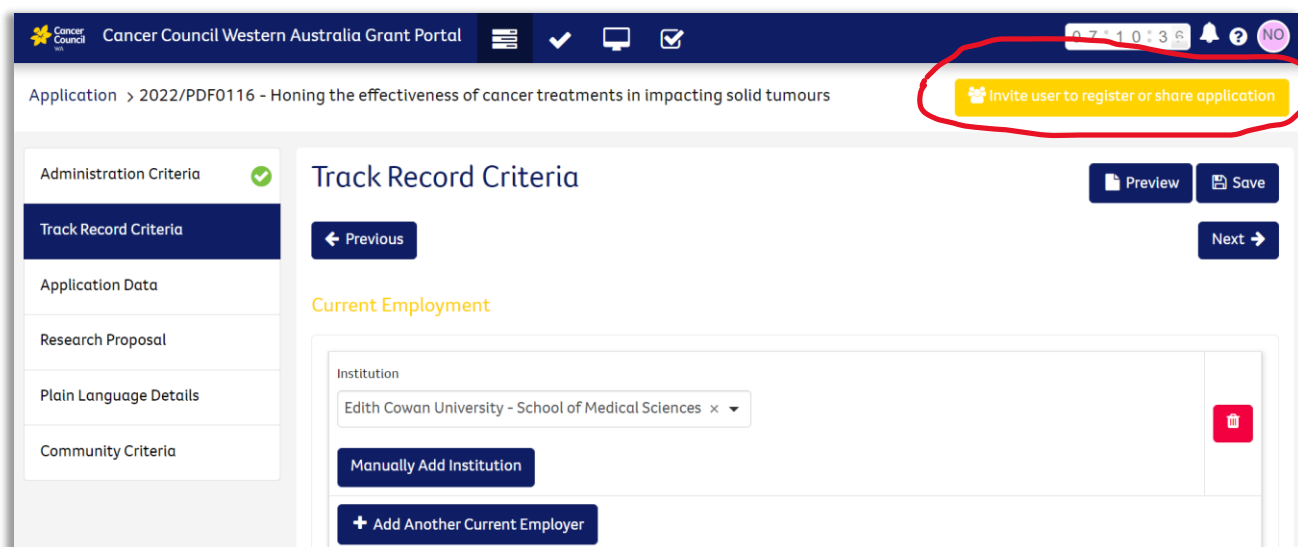 Cancer Council WA
Cancer Council Western Australia Grant Portal
07:10:36
NO
Application > 2022/PDF0116 - Honing the effectiveness of cancer treatments in impacting solid tumours
Invite user to register or share application
Administration Criteria
Track Record Criteria
Application Data
Research Proposal
Plain Language Details
Community Criteria
Track Record Criteria
Preview
Save
Previous
Next
Current Employment
Institution
Edith Cowan University - School of Medical Sciences ×
Manually Add Institution
+ Add Another Current Employer